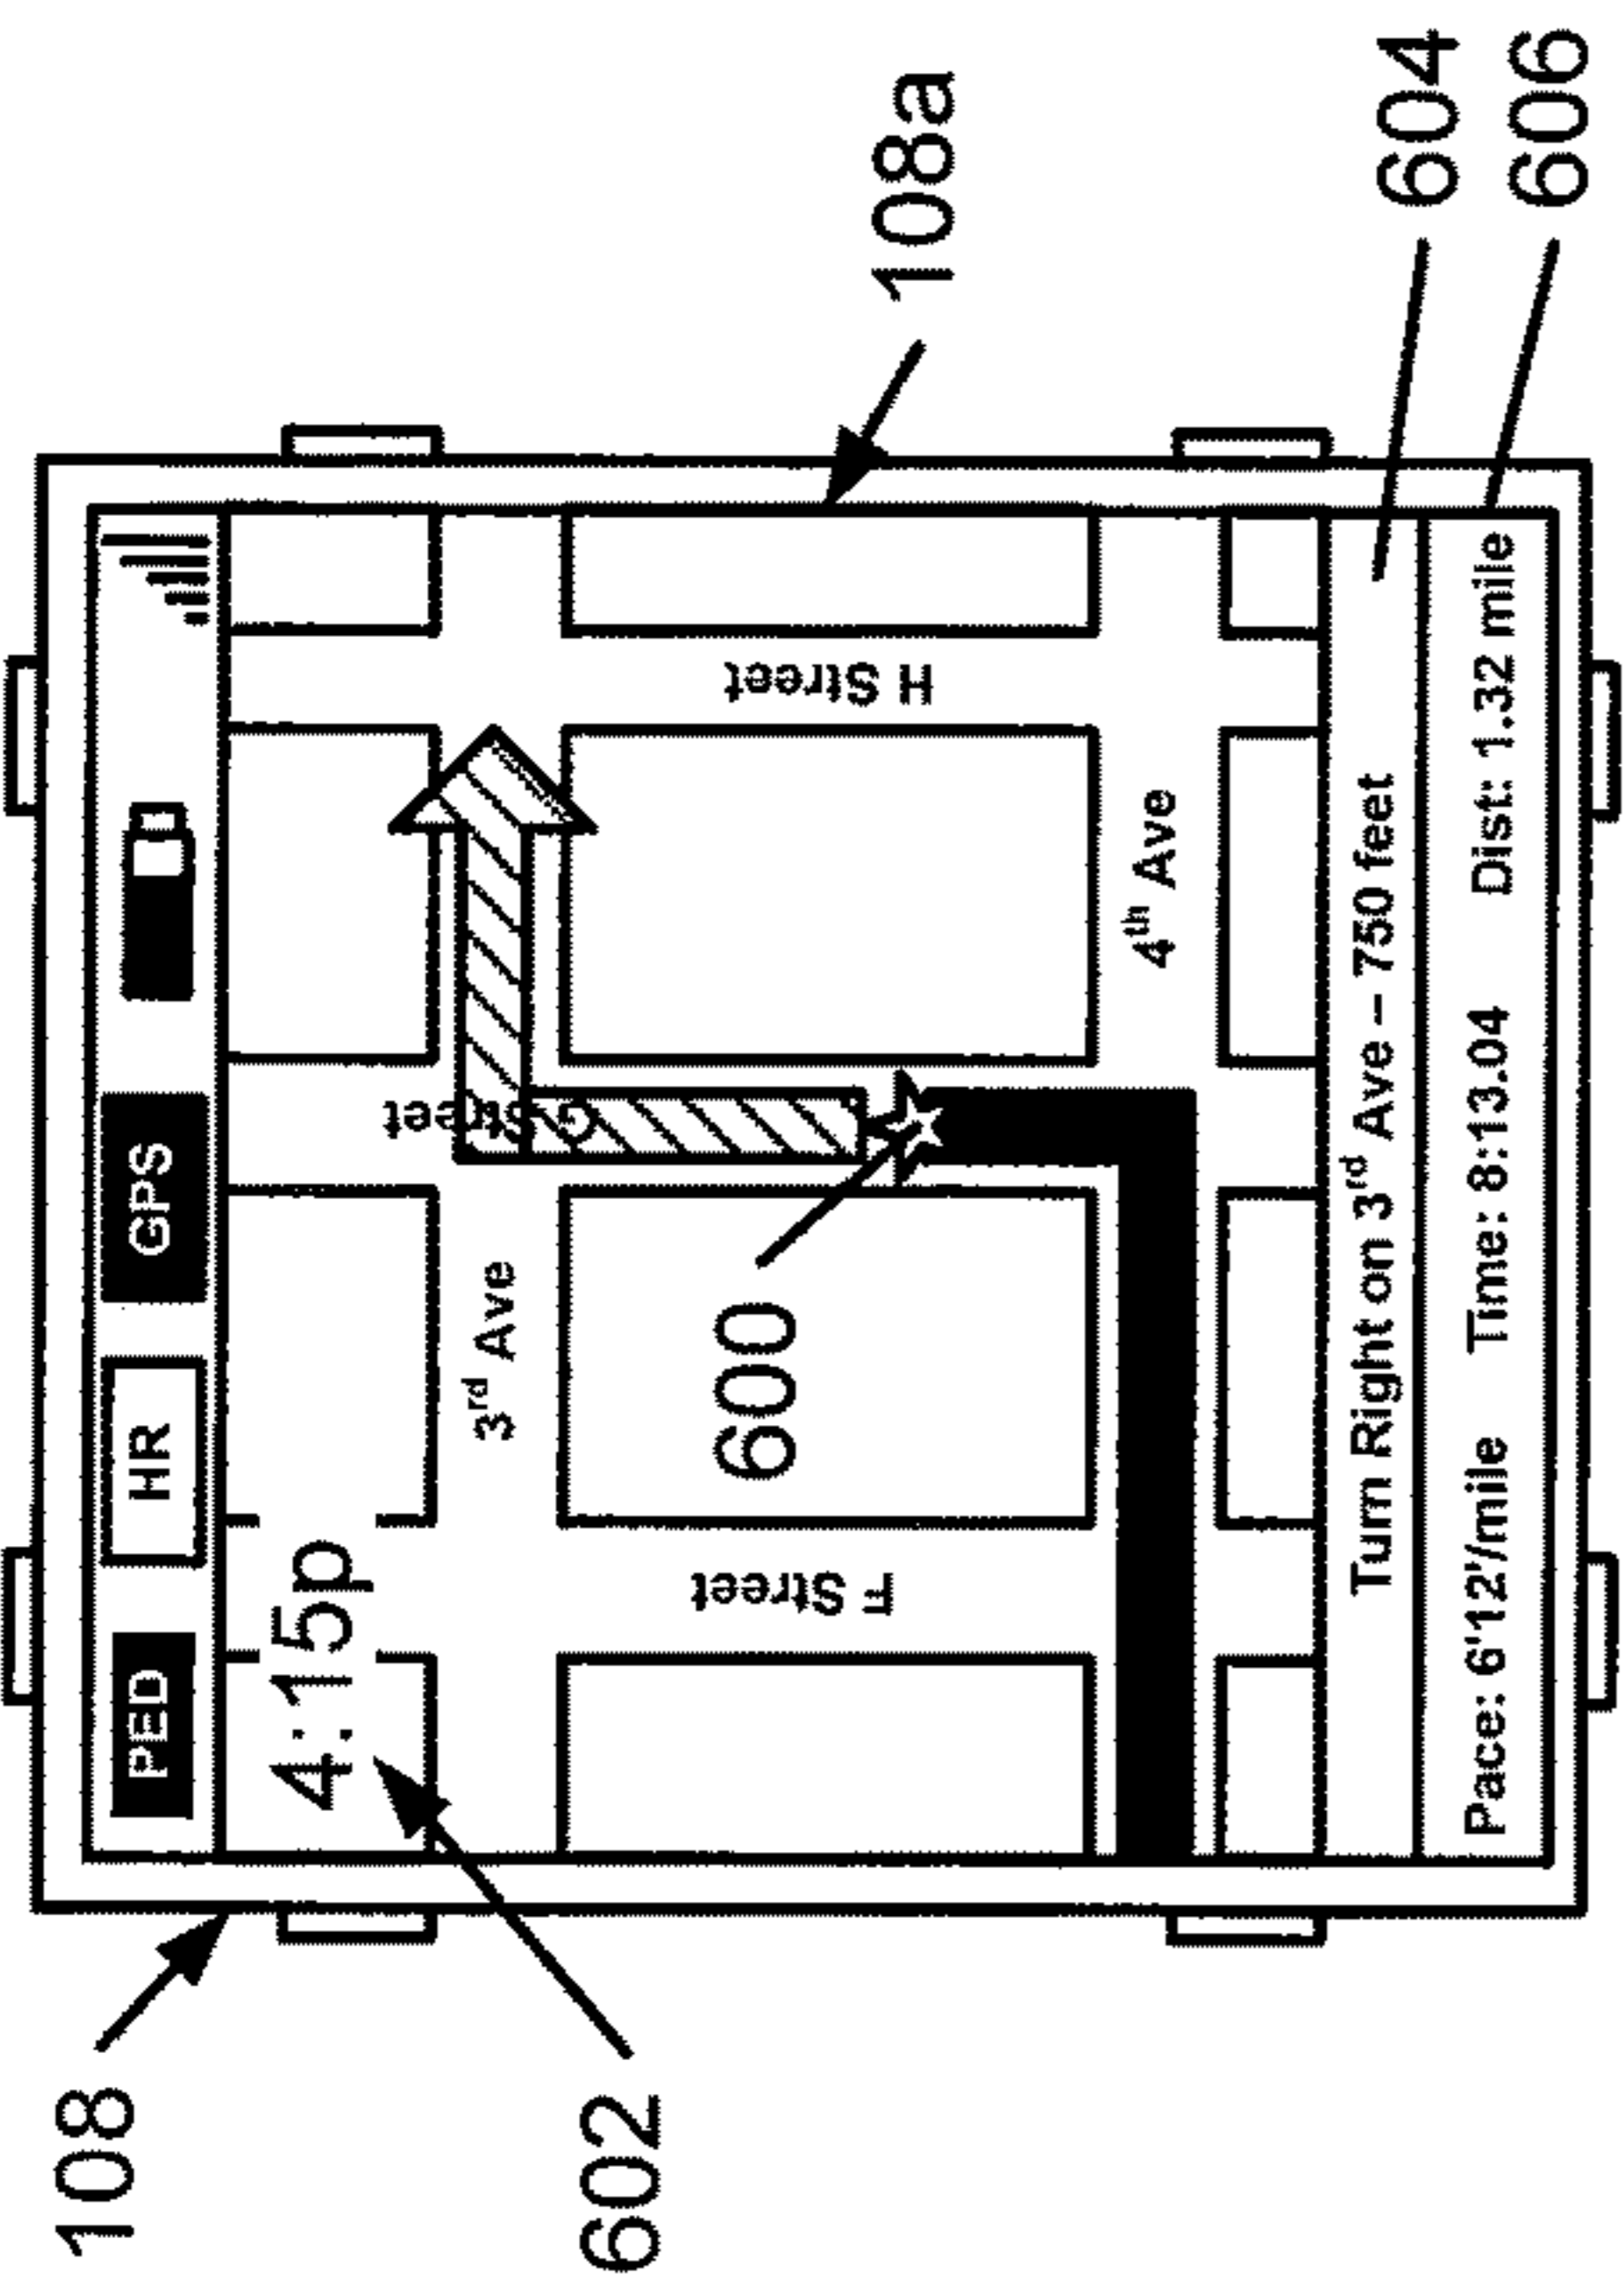 108
PED HR GPS
4:15p
602
3rd Ave
G Street
H Street
108a
600
F Street
4th Ave
Turn Right on 3rd Ave – 750 feet
604
Pace: 6'12'/mile Time: 8:13.04 Dist: 1.32 mile
606